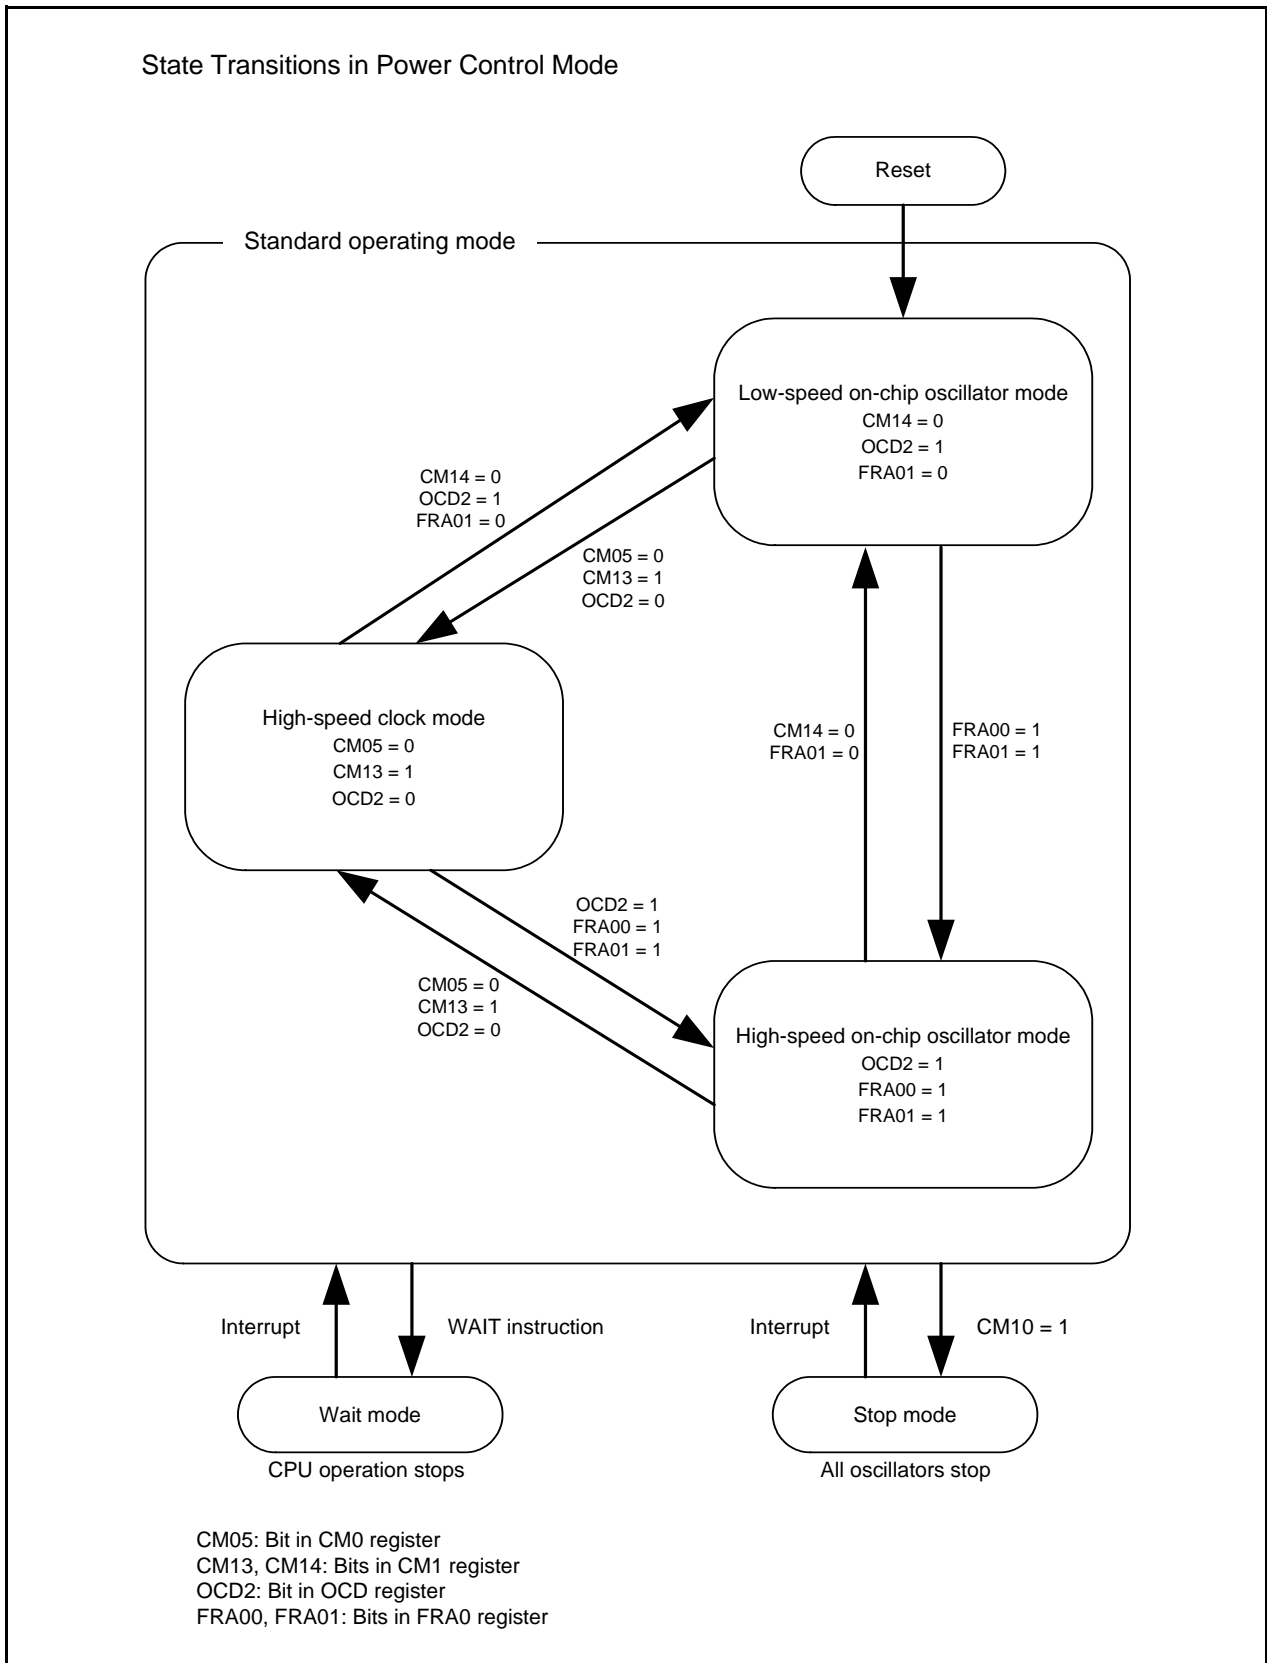 State Transitions in Power Control Mode
Reset
Standard operating mode
Low-speed on-chip oscillator mode
CM14 = 0
OCD2 = 1
FRA01 = 0
CM14 = 0
OCD2 = 1
FRA01 = 0
CM05 = 0
CM13 = 1
OCD2 = 0
High-speed clock mode
CM05 = 0
CM13 = 1
OCD2 = 0
CM14 = 0
FRA01 = 0
FRA00 = 1
FRA01 = 1
OCD2 = 1
FRA00 = 1
FRA01 = 1
CM05 = 0
CM13 = 1
OCD2 = 0
High-speed on-chip oscillator mode
OCD2 = 1
FRA00 = 1
FRA01 = 1
Interrupt
WAIT instruction
Interrupt
CM10 = 1
Wait mode
Stop mode
CPU operation stops
All oscillators stop
CM05: Bit in CM0 register
CM13, CM14: Bits in CM1 register
OCD2: Bit in OCD register
FRA00, FRA01: Bits in FRA0 register